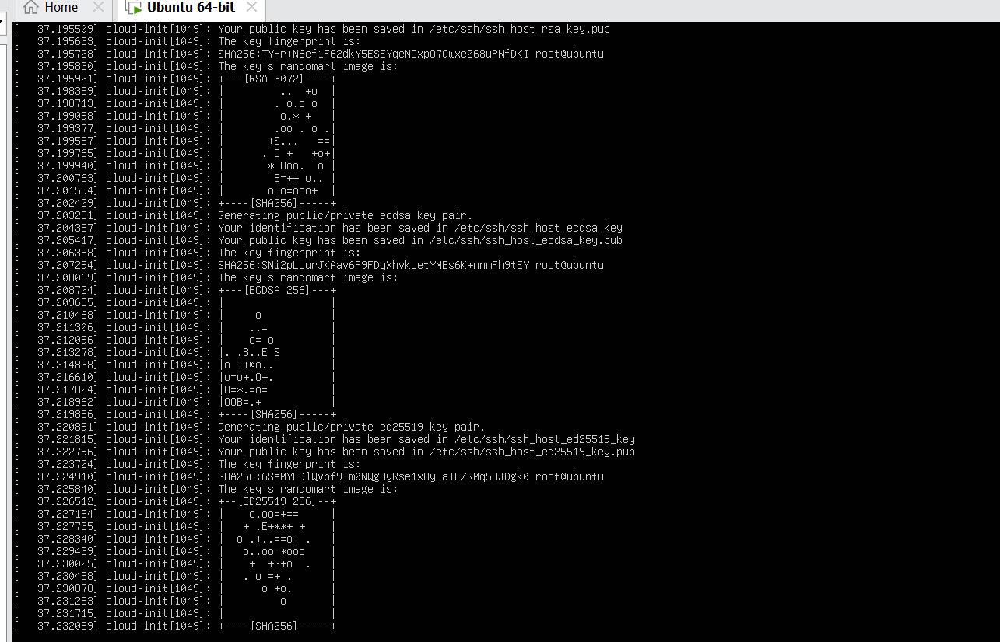 Home
Ubuntu 64-bit
[   37.195509] cloud-init[1049]: Your public key has been saved in /etc/ssh/ssh_host_rsa_key.pub
[   37.195633] cloud-init[1049]: The key fingerprint is:
[   37.195728] cloud-init[1049]: SHA256:TYHr+N6ef1F62dkY5ESEYqeNOxpO7GwxeZ68uPWfDKI root@ubuntu
[   37.195830] cloud-init[1049]: The key's randomart image is:
[   37.195921] cloud-init[1049]: +---[RSA 3072]----+
[   37.198389] cloud-init[1049]: |         ..  +o  |
[   37.198713] cloud-init[1049]: |        . o.o o  |
[   37.199098] cloud-init[1049]: |         o.* +   |
[   37.199377] cloud-init[1049]: |        .oo . o .|
[   37.199587] cloud-init[1049]: |       +S...   ==|
[   37.199765] cloud-init[1049]: |      . O +   +o+|
[   37.199940] cloud-init[1049]: |       * Ooo.  o |
[   37.200763] cloud-init[1049]: |        B=++ o.. |
[   37.201594] cloud-init[1049]: |       oEo=ooo+  |
[   37.202429] cloud-init[1049]: +----[SHA256]-----+
[   37.203281] cloud-init[1049]: Generating public/private ecdsa key pair.
[   37.204387] cloud-init[1049]: Your identification has been saved in /etc/ssh/ssh_host_ecdsa_key
[   37.205417] cloud-init[1049]: Your public key has been saved in /etc/ssh/ssh_host_ecdsa_key.pub
[   37.206358] cloud-init[1049]: The key fingerprint is:
[   37.207294] cloud-init[1049]: SHA256:SNi2pLLurJKAav6F9FDqXhvkLetYMBs6K+nnmFh9tEY root@ubuntu
[   37.208069] cloud-init[1049]: The key's randomart image is:
[   37.208724] cloud-init[1049]: +---[ECDSA 256]---+
[   37.209685] cloud-init[1049]: |                 |
[   37.210468] cloud-init[1049]: |     o           |
[   37.211306] cloud-init[1049]: |    ..=          |
[   37.212096] cloud-init[1049]: |    o= o         |
[   37.213278] cloud-init[1049]: |. .B..E S        |
[   37.214838] cloud-init[1049]: |o ++@o..         |
[   37.216610] cloud-init[1049]: |o=o+.O+.         |
[   37.217824] cloud-init[1049]: |B=*.=o=          |
[   37.218962] cloud-init[1049]: |OOB=.+           |
[   37.219886] cloud-init[1049]: +----[SHA256]-----+
[   37.220891] cloud-init[1049]: Generating public/private ed25519 key pair.
[   37.221815] cloud-init[1049]: Your identification has been saved in /etc/ssh/ssh_host_ed25519_key
[   37.222796] cloud-init[1049]: Your public key has been saved in /etc/ssh/ssh_host_ed25519_key.pub
[   37.223724] cloud-init[1049]: The key fingerprint is:
[   37.224910] cloud-init[1049]: SHA256:6SeMYFDlQvpf9Im0NQg3yRse1xByLaTE/RMq58JDgk0 root@ubuntu
[   37.225840] cloud-init[1049]: The key's randomart image is:
[   37.226512] cloud-init[1049]: +--[ED25519 256]--+
[   37.227154] cloud-init[1049]: |    o.oo=+==     |
[   37.227735] cloud-init[1049]: |   + .E+**+ +    |
[   37.228340] cloud-init[1049]: |  o .+..==o+ .   |
[   37.229439] cloud-init[1049]: |   o..oo=*ooo    |
[   37.230025] cloud-init[1049]: |    +  +S+o  .   |
[   37.230458] cloud-init[1049]: |   . o =+ .      |
[   37.230878] cloud-init[1049]: |      o +o.      |
[   37.231283] cloud-init[1049]: |         o       |
[   37.231715] cloud-init[1049]: |                 |
[   37.232089] cloud-init[1049]: +----[SHA256]-----+